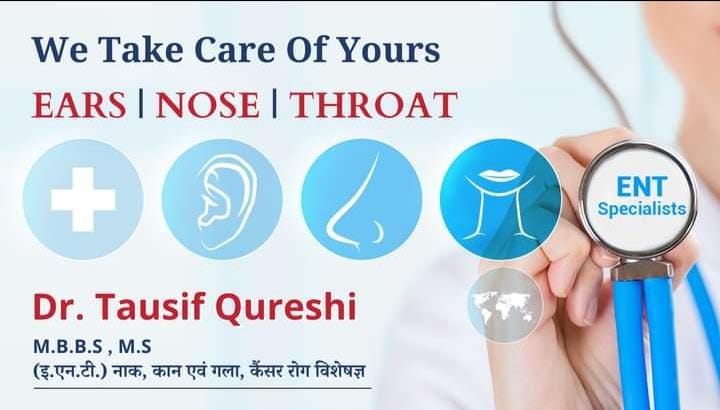 We Take Care Of Yours
EARS | NOSE | THROAT
ENT
Specialists
Dr. Tausif Qureshi
M.B.B.S , M.S
(इ.एन.टी.) नाक, कान एवं गला, कैंसर रोग विशेषज्ञ